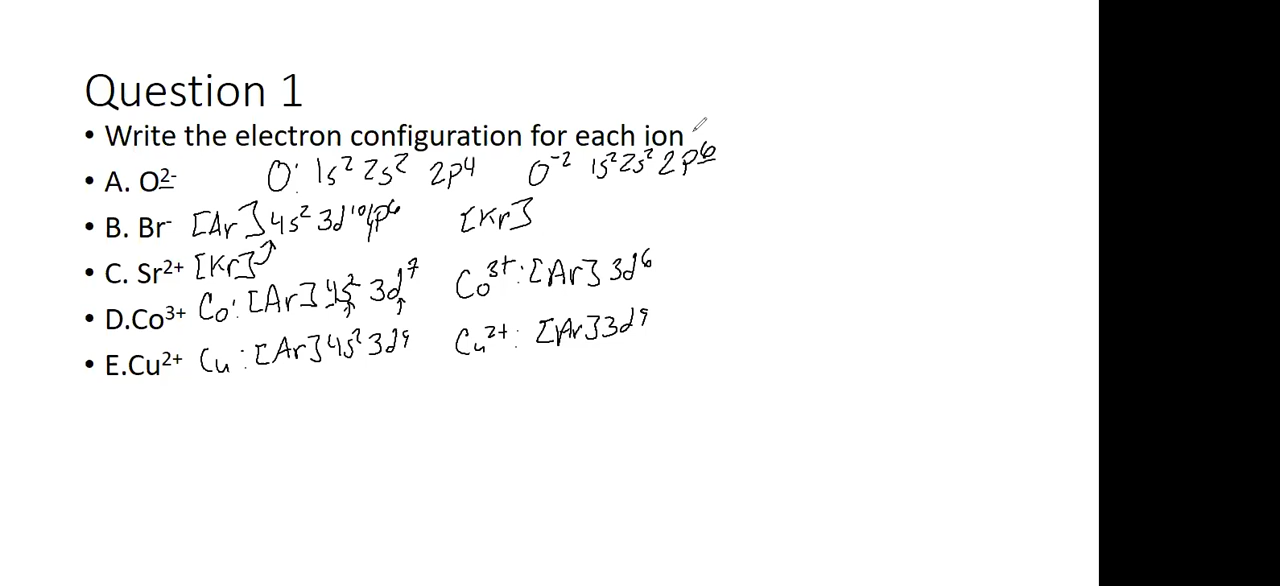 Question 1
• Write the electron configuration for each ion
• A. O²⁻ O: 1s² 2s² 2p⁴ O⁻² 1s² 2s² 2p⁶
• B. Br⁻ [Ar] 4s² 3d¹⁰ 4p⁶ [Kr]
• C. Sr²⁺ [Kr]
• D.Co³⁺ Co: [Ar] 4s² 3d⁷ Co³⁺: [Ar] 3d⁶
• E.Cu²⁺ Cu: [Ar] 4s² 3d⁹ Cu²⁺: [Ar] 3d⁹